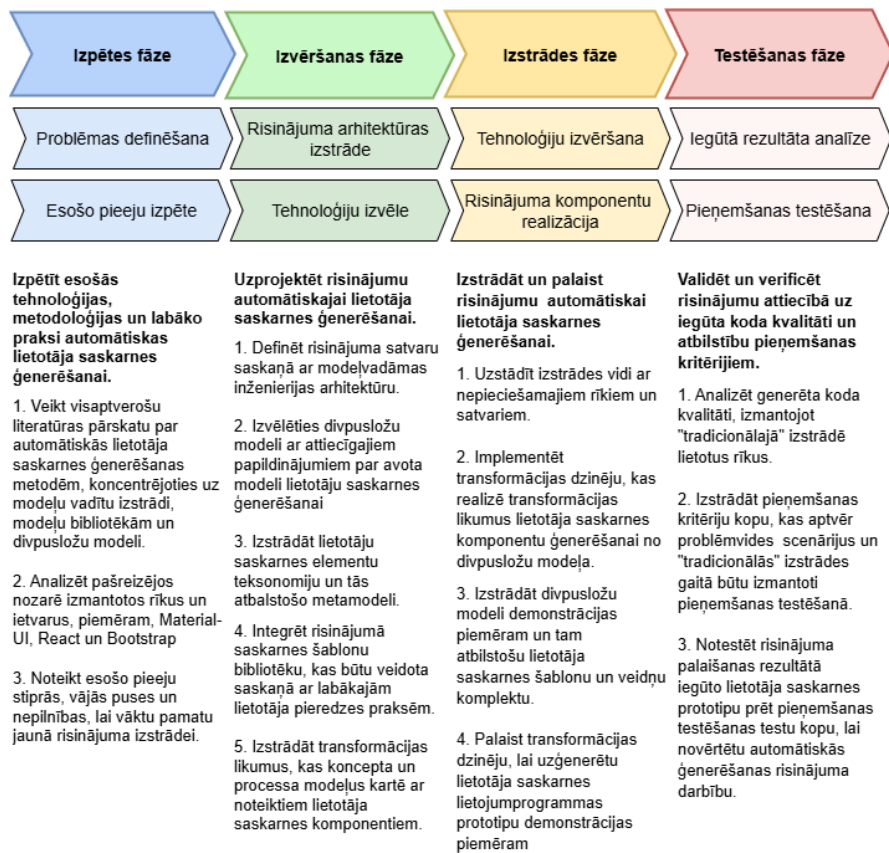 Izpētes fāze
Izvēršanas fāze
Izstrādes fāze
Testēšanas fāze
Problēmas definēšana
Risinājuma arhitektūras
izstrāde
Tehnoloģiju izvēršana
Iegūtā rezultāta analīze
Esošo pieeju izpēte
Tehnoloģiju izvēle
Risinājuma komponentu
realizācija
Pieņemšanas testēšana
Izpētīt esošās
tehnoloģijas,
metodoloģijas un labāko
praksi automātiskas
lietotāja saskarnes
ģenerēšanai.
1. Veikt visaptverošu
literatūras pārskatu par
automātiskās lietotāja
saskarnes ģenerēšanas
metodēm, koncentrējoties uz
modeļu vadītu izstrādi,
modeļu bibliotēkām un
divpusložu modeli.
2. Analizēt pašreizējos
nozarē izmantotos rīkus un
ietvarus, piemēram, Material-
UI, React un Bootstrap
3. Noteikt esošo pieeju
stiprās, vājās puses un
nepilnības, lai vāktu pamatu
jaunā risinājuma izstrādei.
Uzprojektēt risinājumu
automātiskajai lietotāja
saskarnes ģenerēšanai.
1. Definēt risinājuma satvaru
saskaņā ar modeļvadāmas
inženierijas arhitektūru.
2. Izvēlēties divpusložu
modeli ar attiecīgajiem
papildinājumiem par avota
modeli lietotāju saskarnes
ģenerēšanai
3. Izstrādāt lietotāju
saskarnes elementu
teksonomiju un tās
atbalstošo metamodeli.
4. Integrēt risinājumā
saskarnes šablonu
bibliotēku, kas būtu veidota
saskaņā ar labākajām
lietotāja pieredzes praksēm.
5. Izstrādāt transformācijas
likumus, kas koncepta un
processa modeļus kartē ar
noteiktiem lietotāja
saskarnes komponentiem.
Izstrādāt un palaist
risinājumu automātiskai
lietotāja saskarnes
ģenerēšanai.
1. Uzstādīt izstrādes vidi ar
nepieciešamajiem rīkiem un
satvariem.
2. Implementēt
transformācijas dzinēju, kas
realizē transformācijas
likumus lietotāja saskarnes
komponentu ģenerēšanai no
divpusložu modeļa.
3. Izstrādāt divpusložu
modeli demonstrācijas
piemēram un tam
atbilstošu lietotāja
saskarnes šablonu un veidņu
komplektu.
4. Palaist transformācijas
dzinēju, lai uzģenerētu
lietotāja saskarnes
lietojumprogrammas
prototipu demonstrācijas
piemēram
Validēt un verificēt
risinājumu attiecībā uz
iegūta koda kvalitāti un
atbilstību pieņemšanas
kritērijiem.
1. Analizēt generēta koda
kvalitāti, izmantojot
"tradicionālajā" izstrādē
lietotus rīkus.
2. Izstrādāt pieņemšanas
kritēriju kopu, kas aptvēr
problēmvides scenārijus un
"tradicionālās" izstrādes
gaitā būtu izmantoti
pieņemšanas testēšanā.
3. Notestēt risinājuma
palaišanas rezultātā
iegūto lietotāja saskarnes
prototipu prēt pieņemšanas
testēšanas testu kopu, lai
novērtētu automātiskās
ģenerēšanas risinājuma
darbību.